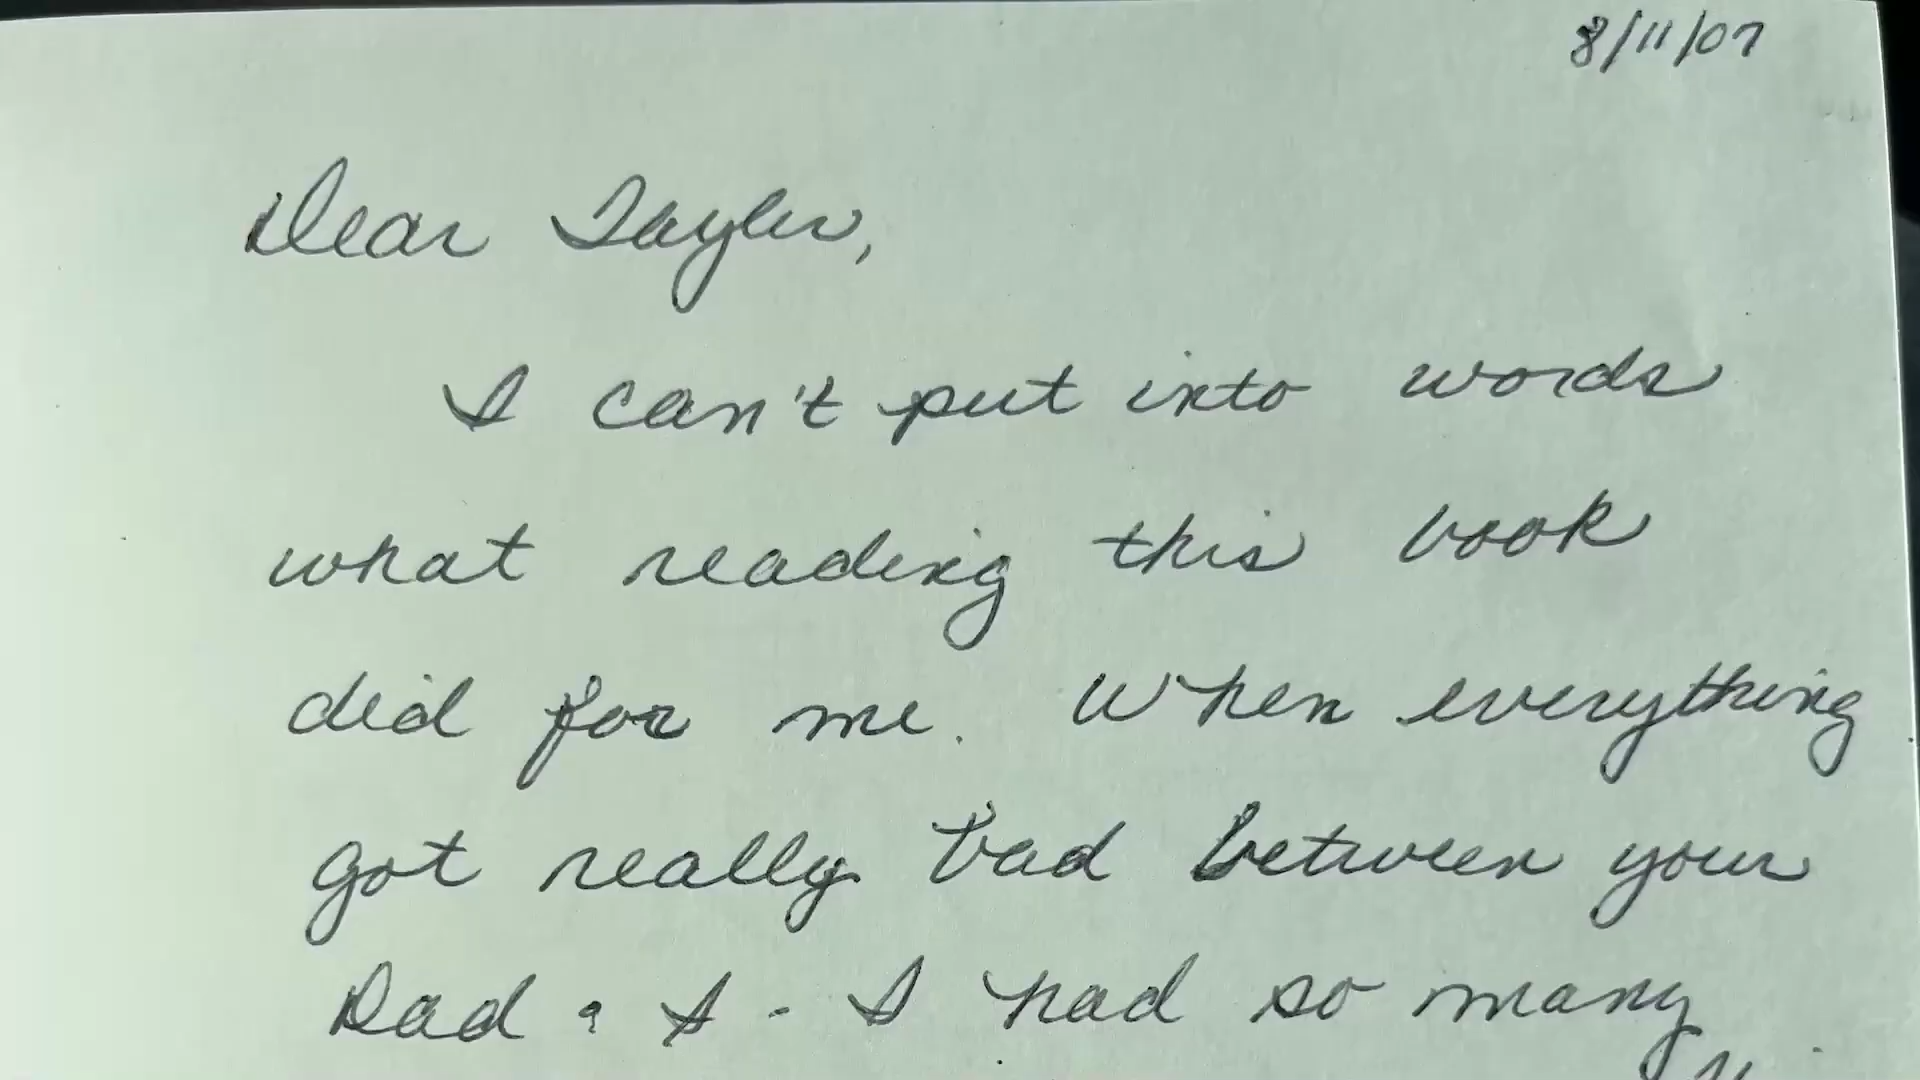 8/11/07
Dear Tayler,
I can't put into words
what reading this book
did for me. When everything
got really bad between your
Dad & I - I had so many